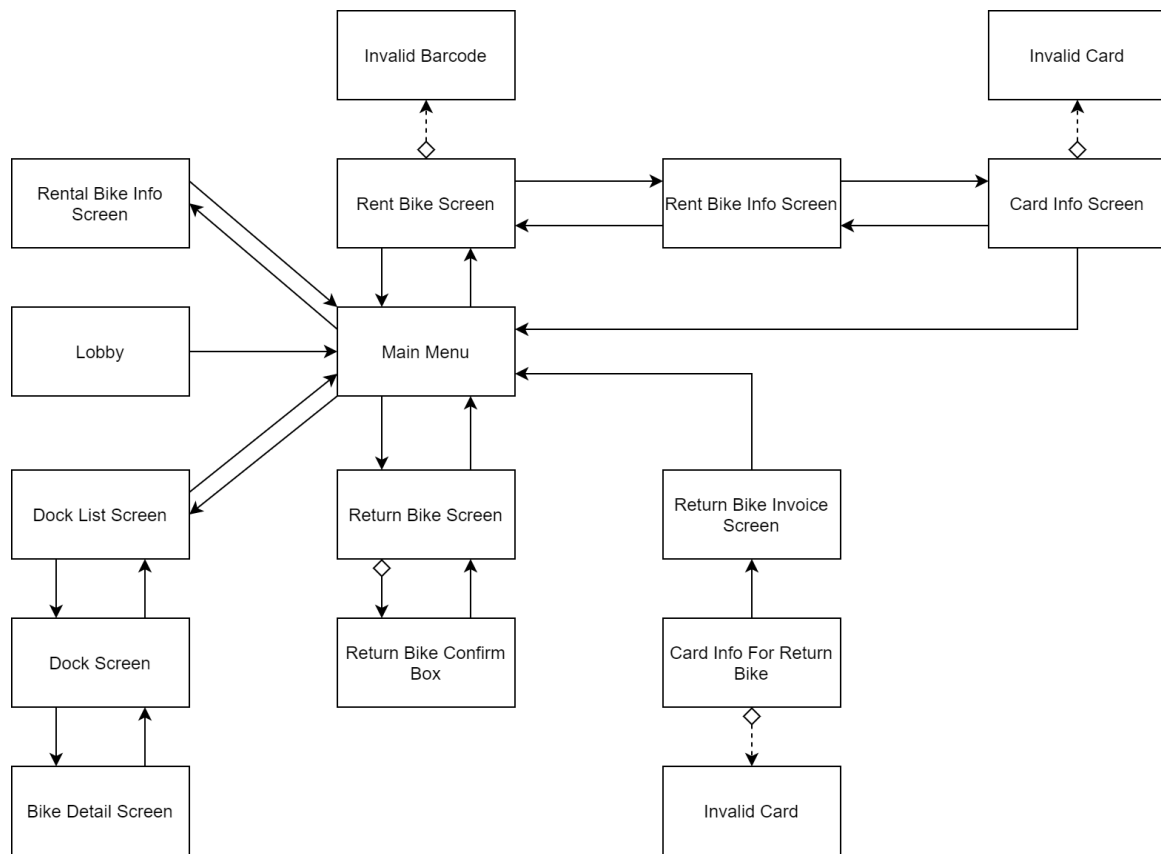 Invalid Barcode
Invalid Card
Rental Bike Info
Screen
Rent Bike Screen
Rent Bike Info Screen
Card Info Screen
Lobby
Main Menu
Dock List Screen
Return Bike Screen
Return Bike Invoice
Screen
Dock Screen
Return Bike Confirm
Box
Card Info For Return
Bike
Bike Detail Screen
Invalid Card